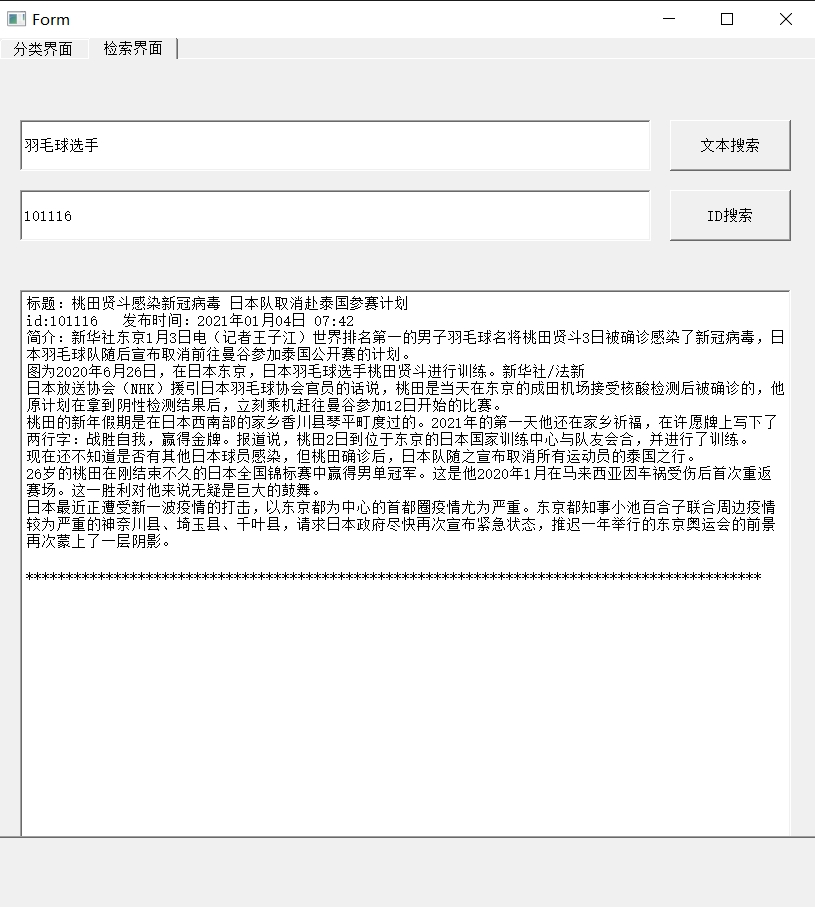 Form
分类界面 检索界面
羽毛球选手 文本搜索
101116 ID搜索
标题：桃田贤斗感染新冠病毒 日本队取消赴泰国参赛计划
id:101116 发布时间：2021年01月04日 07:42
简介：新华社东京1月3日电（记者王子江）世界排名第一的男子羽毛球名将桃田贤斗3日被确诊感染了新冠病毒，日
本羽毛球队随后宣布取消前往曼谷参加泰国公开赛的计划。
图为2020年6月26日，在日本东京，日本羽毛球选手桃田贤斗进行训练。新华社/法新
日本放送协会（NHK）援引日本羽毛球协会官员的话说，桃田是当天在东京的成田机场接受核酸检测后被确诊的，他
原计划在拿到阴性检测结果后，立刻乘机赶往曼谷参加12日开始的比赛。
桃田的新年假期是在日本西南部的家乡香川县琴平町度过的。2021年的第一天他还在家乡祈福，在许愿牌上写下了
两行字：战胜自我，赢得金牌。报道说，桃田2日到位于东京的日本国家训练中心与队友会合，并进行了训练。
现在还不知道是否有其他日本球员感染，但桃田确诊后，日本队随之宣布取消所有运动员的泰国之行。
26岁的桃田在刚结束不久的日本全国锦标赛中赢得男单冠军。这是他2020年1月在马来西亚因车祸受伤后首次重返
赛场。这一胜利对他来说无疑是巨大的鼓舞。
日本最近正遭受新一波疫情的打击，以东京都为中心的首都圈疫情尤为严重。东京都知事小池百合子联合周边疫情
较为严重的神奈川县、埼玉县、千叶县，请求日本政府尽快再次宣布紧急状态，推迟一年举行的东京奥运会的前景
再次蒙上了一层阴影。
********************************************************************************************